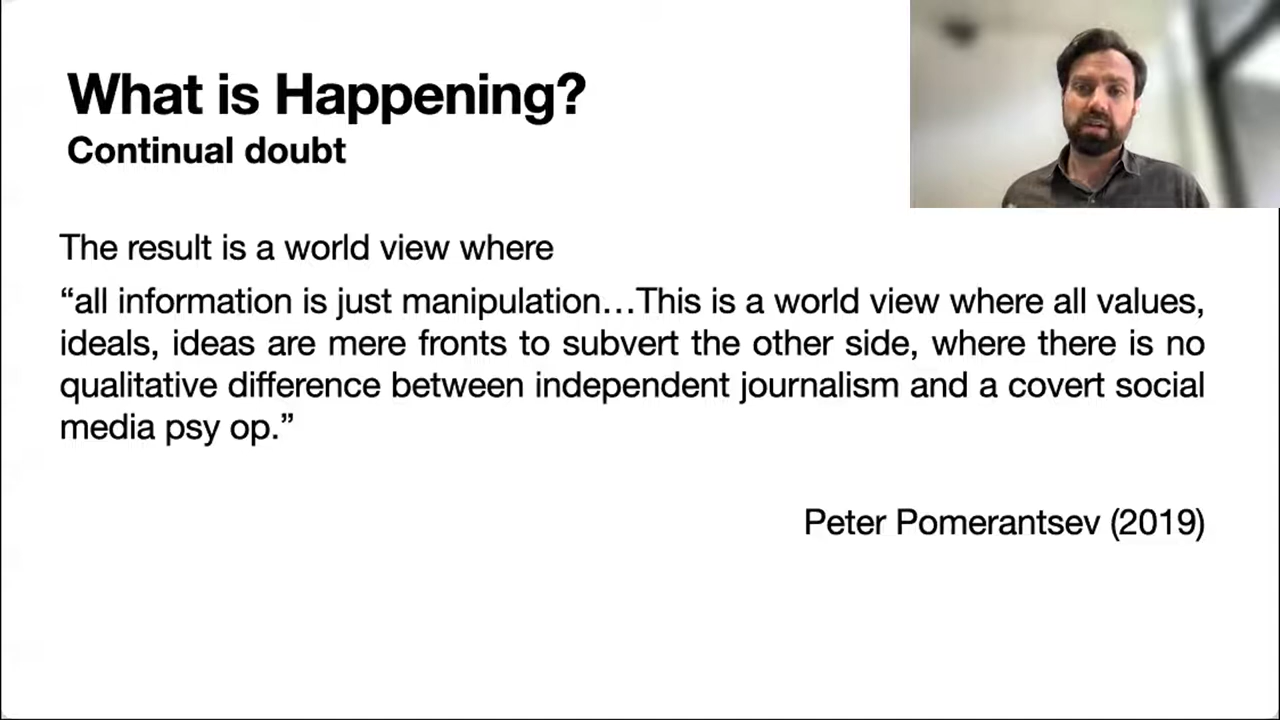 What is Happening?
Continual doubt
The result is a world view where
“all information is just manipulation…This is a world view where all values,
ideals, ideas are mere fronts to subvert the other side, where there is no
qualitative difference between independent journalism and a covert social
media psy op.”
Peter Pomerantsev (2019)